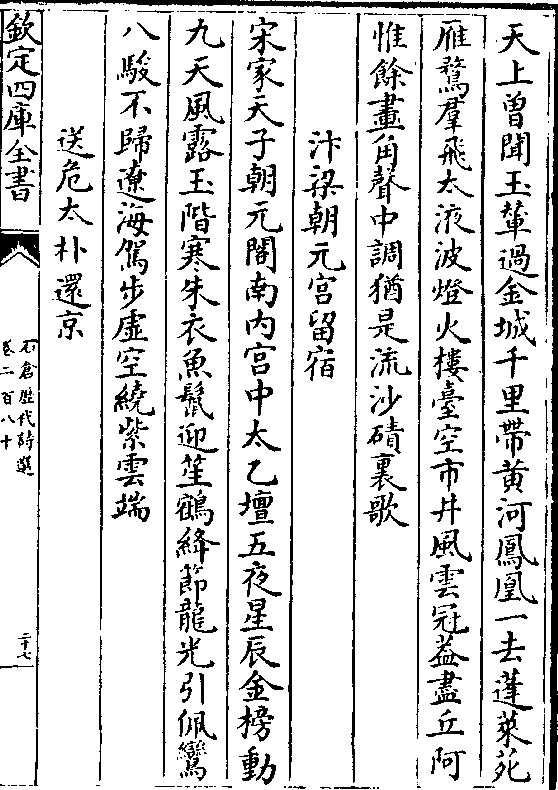 天上曾聞玉輦過金城千里帶黄河鳳凰一去蓬萊苑
雁鶩羣飛太液波燈火樓臺空市井風雲冠葢盡丘阿
惟餘畫角聲中調猶是流沙磧裏歌
汴梁朝元宮留宿
宋家天子朝元閣南内宫中太乙壇五夜星辰金榜動
九天風露玉階寒朱衣魚鬛迎笙鶴絳節龍光引佩鸞
八駿不歸遼海駕步虚空繞紫雲端
送危太朴還京
欽定四庫全書
石倉歷代詩選
卷二百八十
二十七